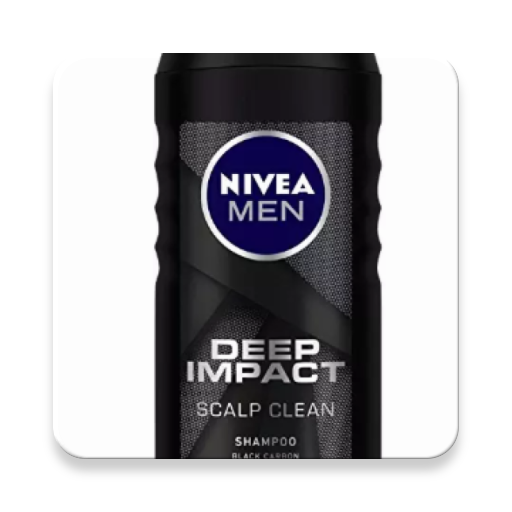 NIVEA
MEN
DEEP
IMPACT
SCALP CLEAN
SHAMPOO
BLACK CARBON